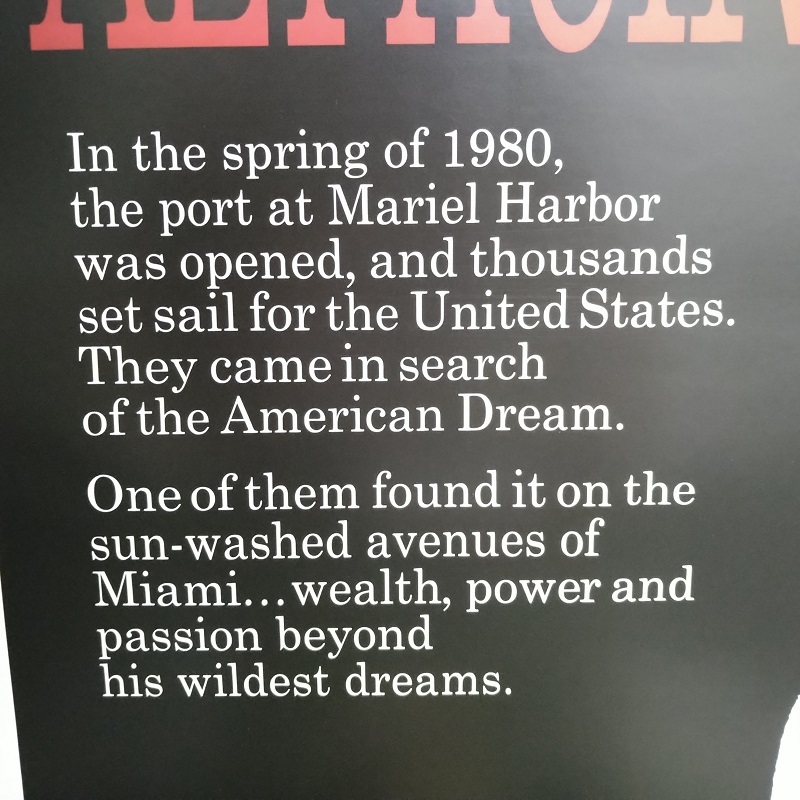 In the spring of 1980,
the port at Mariel Harbor
was opened, and thousands
set sail for the United States.
They came in search
of the American Dream.
One of them found it on the
sun-washed avenues of
Miami...wealth, power and
passion beyond
his wildest dreams.